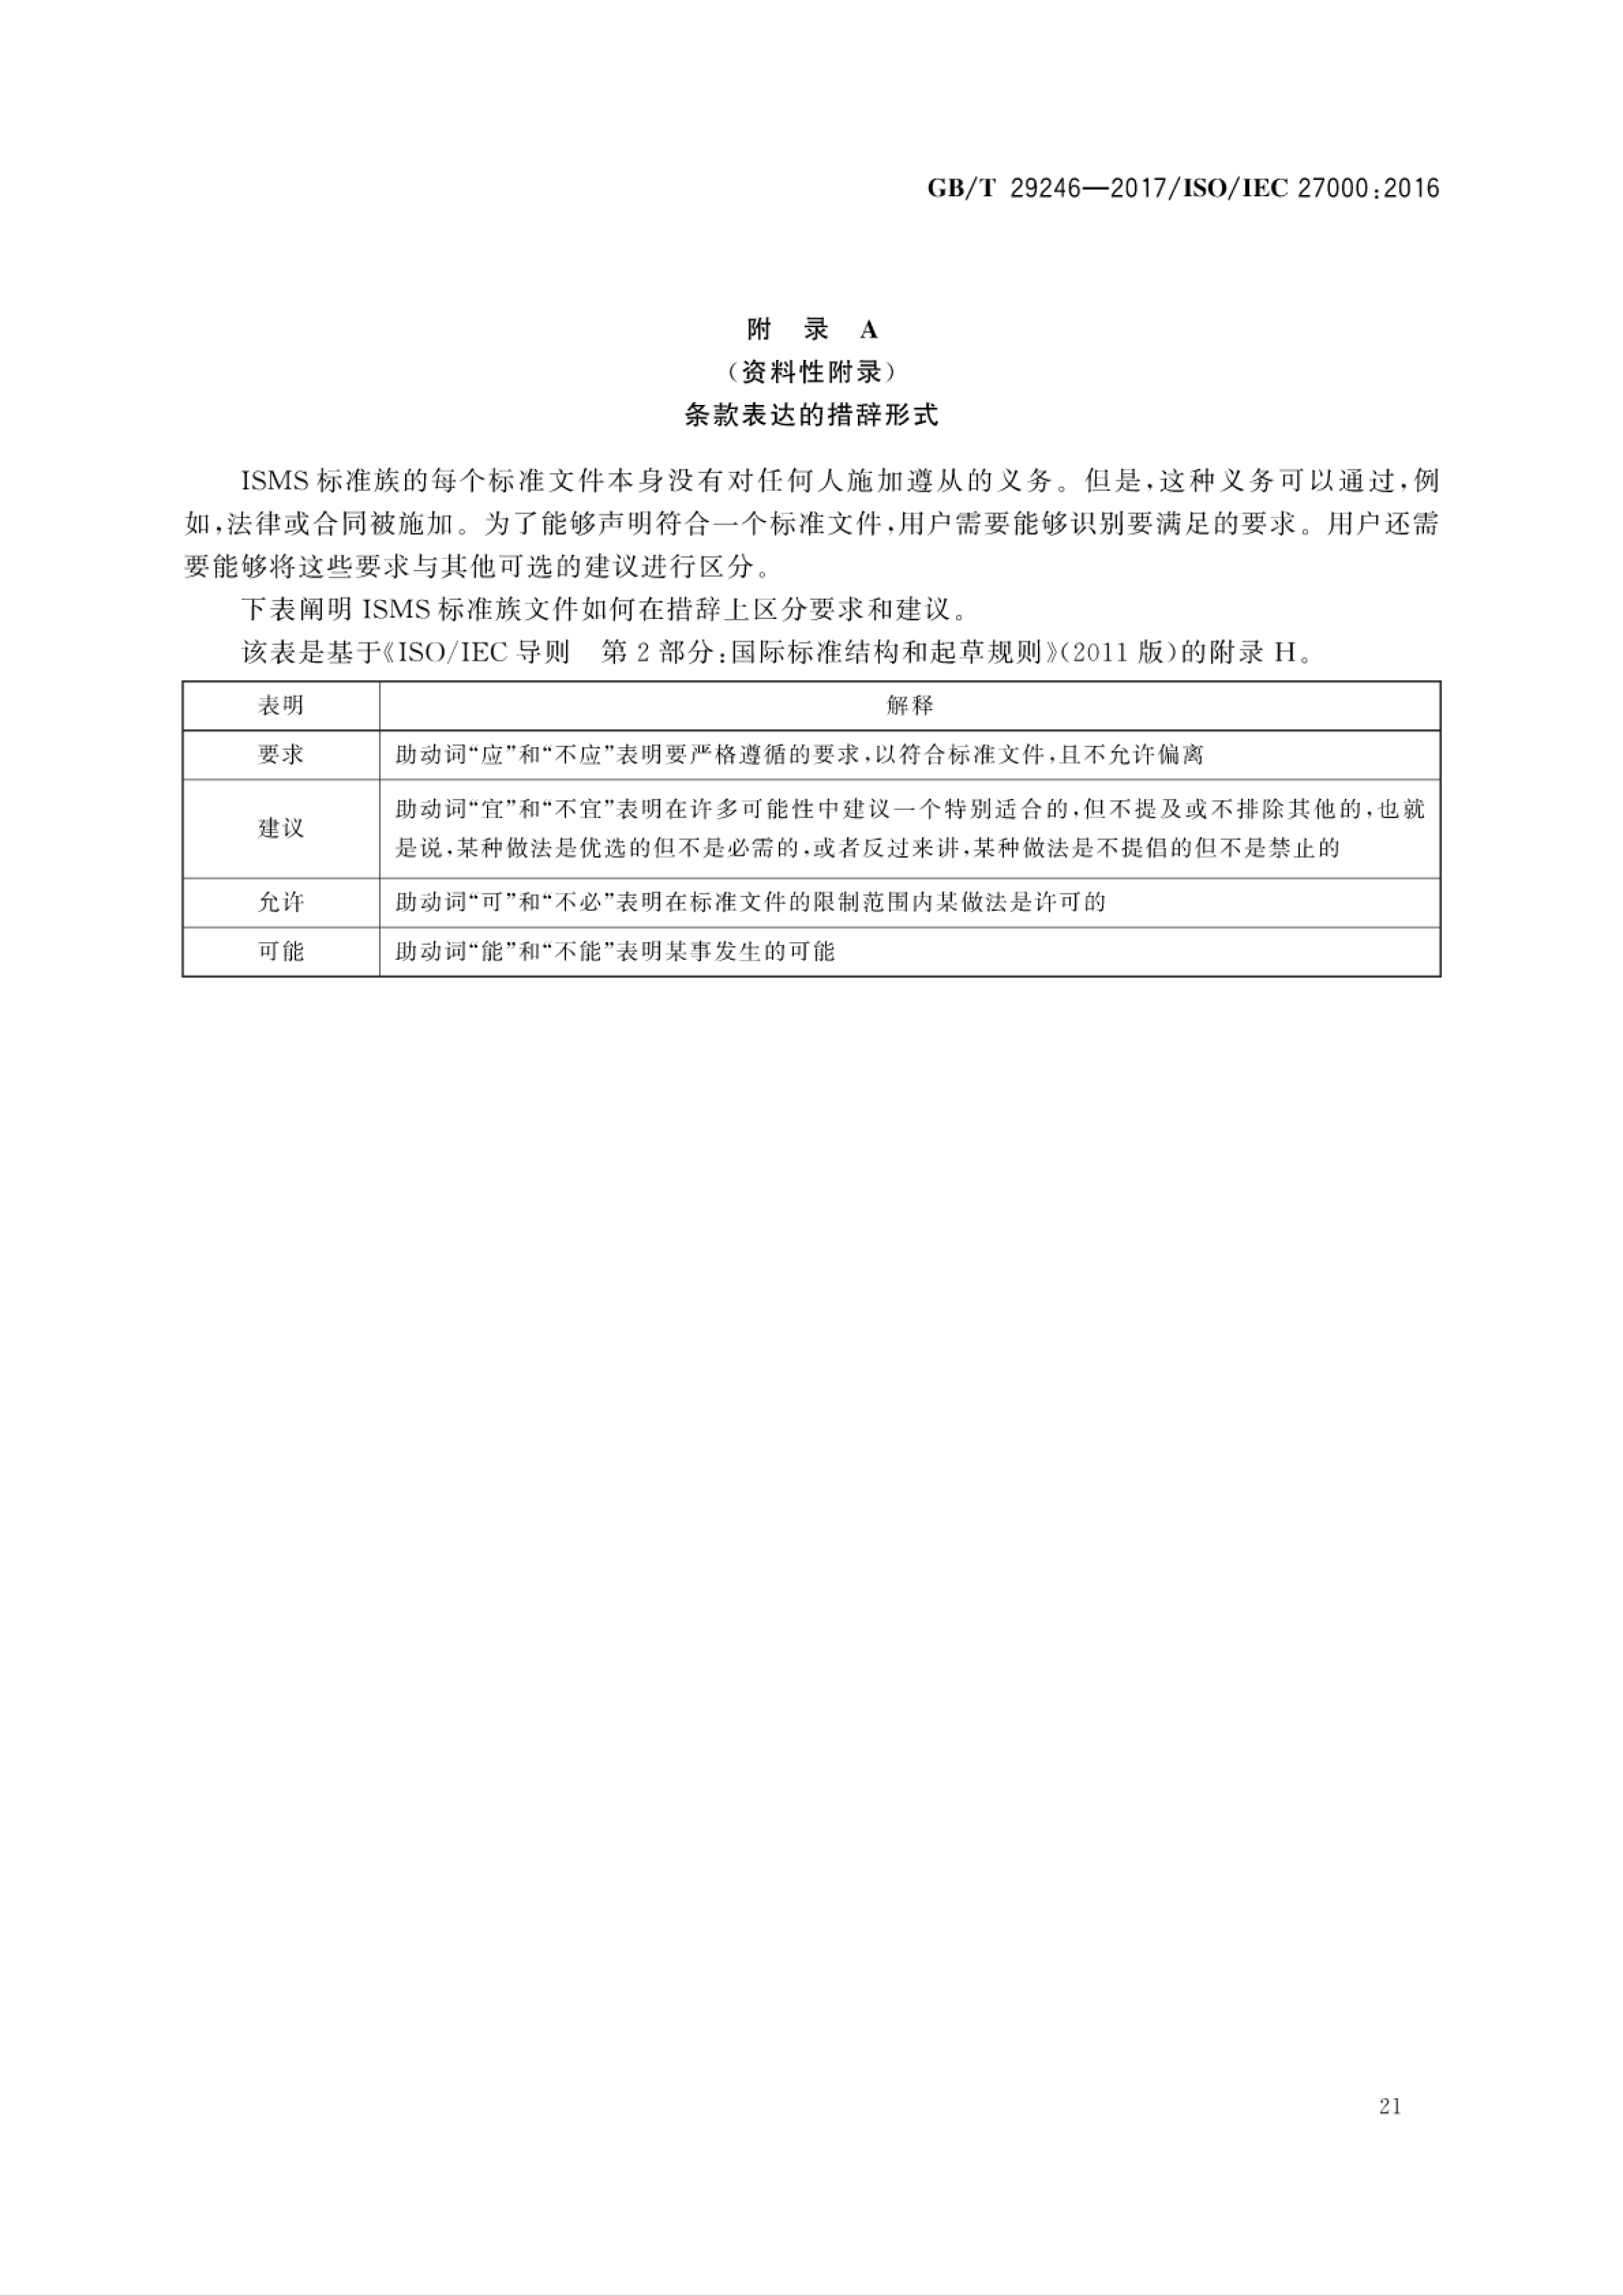 GB/T 29246—2017/ISO/IEC 27000:2016
附 录 A
(资料性附录)
条款表达的措辞形式
ISMS 标准族的每个标准文件本身没有对任何人施加遵从的义务。但是,这种义务可以通过,例
如,法律或合同被施加。为了能够声明符合一个标准文件,用户需要能够识别要满足的要求。用户还需
要能够将这些要求与其他可选的建议进行区分。
下表阐明 ISMS 标准族文件如何在措辞上区分要求和建议。
该表是基于《ISO/IEC 导则 第 2 部分:国际标准结构和起草规则》(2011 版)的附录 H。
表明 解释
要求 助动词“应”和“不应”表明要严格遵循的要求,以符合标准文件,且不允许偏离
建议 助动词“宜”和“不宜”表明在许多可能性中建议一个特别适合的,但不提及或不排除其他的,也就
是说,某种做法是优选的但不是必需的,或者反过来讲,某种做法是不提倡的但不是禁止的
允许 助动词“可”和“不必”表明在标准文件的限制范围内某做法是许可的
可能 助动词“能”和“不能”表明某事发生的可能
21